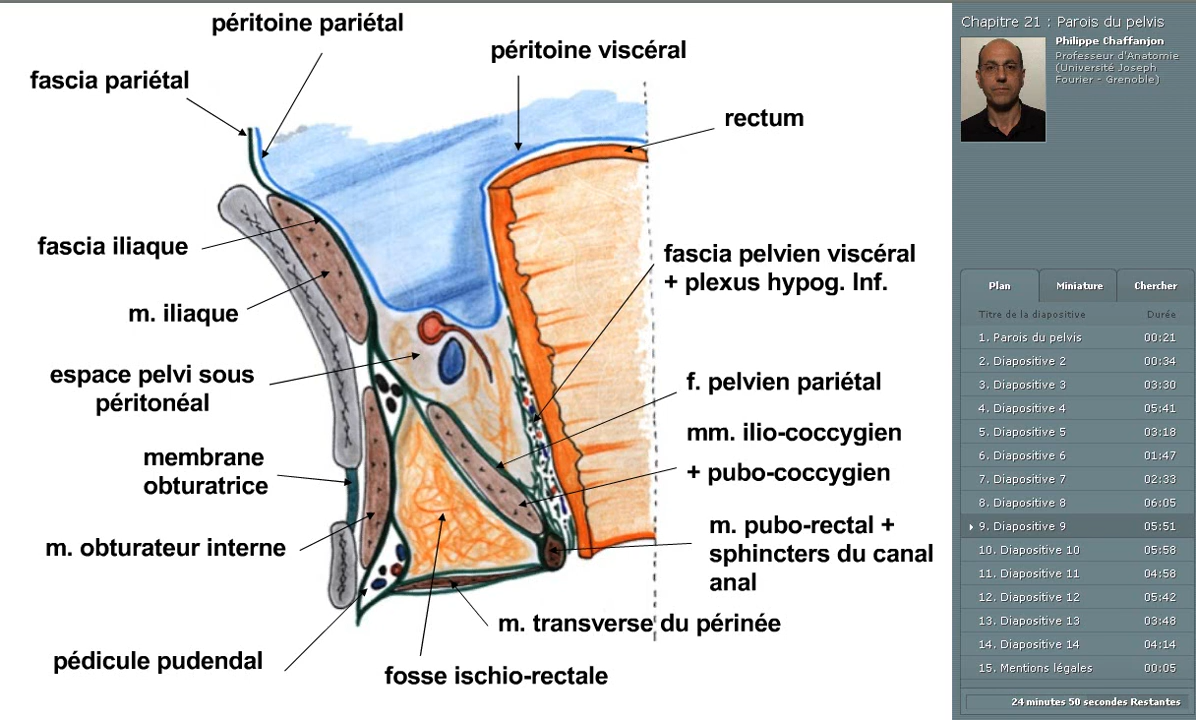 péritoine pariétal
péritoine viscéral
fascia pariétal
rectum
fascia iliaque
fascia pelvien viscéral
+ plexus hypog. Inf.
m. iliaque
espace pelvi sous
péritonéal
f. pelvien pariétal
mm. ilio-coccygien
+ pubo-coccygien
membrane
obturatrice
m. obturateur interne
m. pubo-rectal +
sphincters du canal
anal
m. transverse du périnée
pédicule pudendal
fosse ischio-rectale
Chapitre 21 : Parois du pelvis
Philippe Chaffanjon
Professeur d'Anatomie
(Université Joseph
Fourier - Grenoble)
Plan Miniature Chercher
Titre de la diapositive Durée
1. Parois du pelvis 00:21
2. Diapositive 2 00:34
3. Diapositive 3 03:30
4. Diapositive 4 05:41
5. Diapositive 5 03:18
6. Diapositive 6 01:47
7. Diapositive 7 02:33
8. Diapositive 8 06:05
9. Diapositive 9 05:51
10. Diapositive 10 05:58
11. Diapositive 11 04:58
12. Diapositive 12 05:42
13. Diapositive 13 03:48
14. Diapositive 14 04:14
15. Mentions légales 00:05
24 minutes 50 secondes Restantes